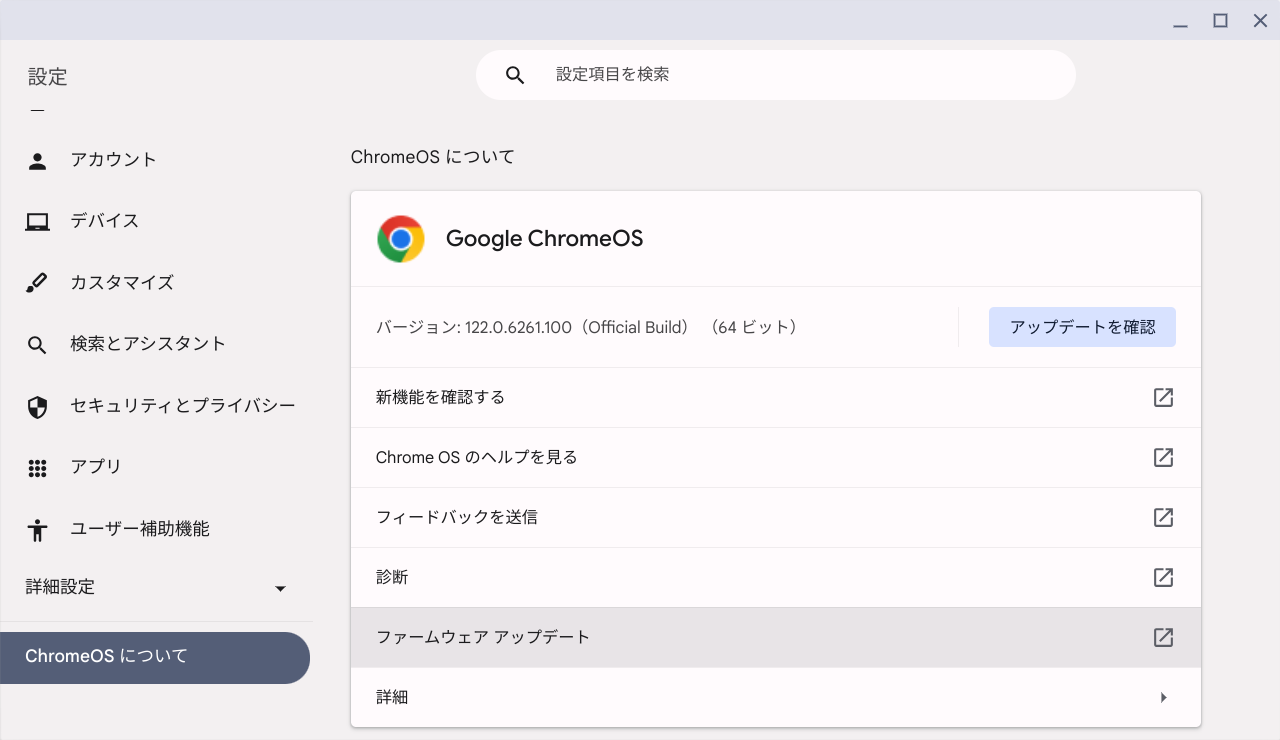 設定
設定項目を検索
アカウント
デバイス
カスタマイズ
検索とアシスタント
セキュリティとプライバシー
アプリ
ユーザー補助機能
詳細設定
ChromeOS について
ChromeOS について
Google ChromeOS
バージョン: 122.0.6261.100（Official Build） （64 ビット）
アップデートを確認
新機能を確認する
Chrome OS のヘルプを見る
フィードバックを送信
診断
ファームウェア アップデート
詳細